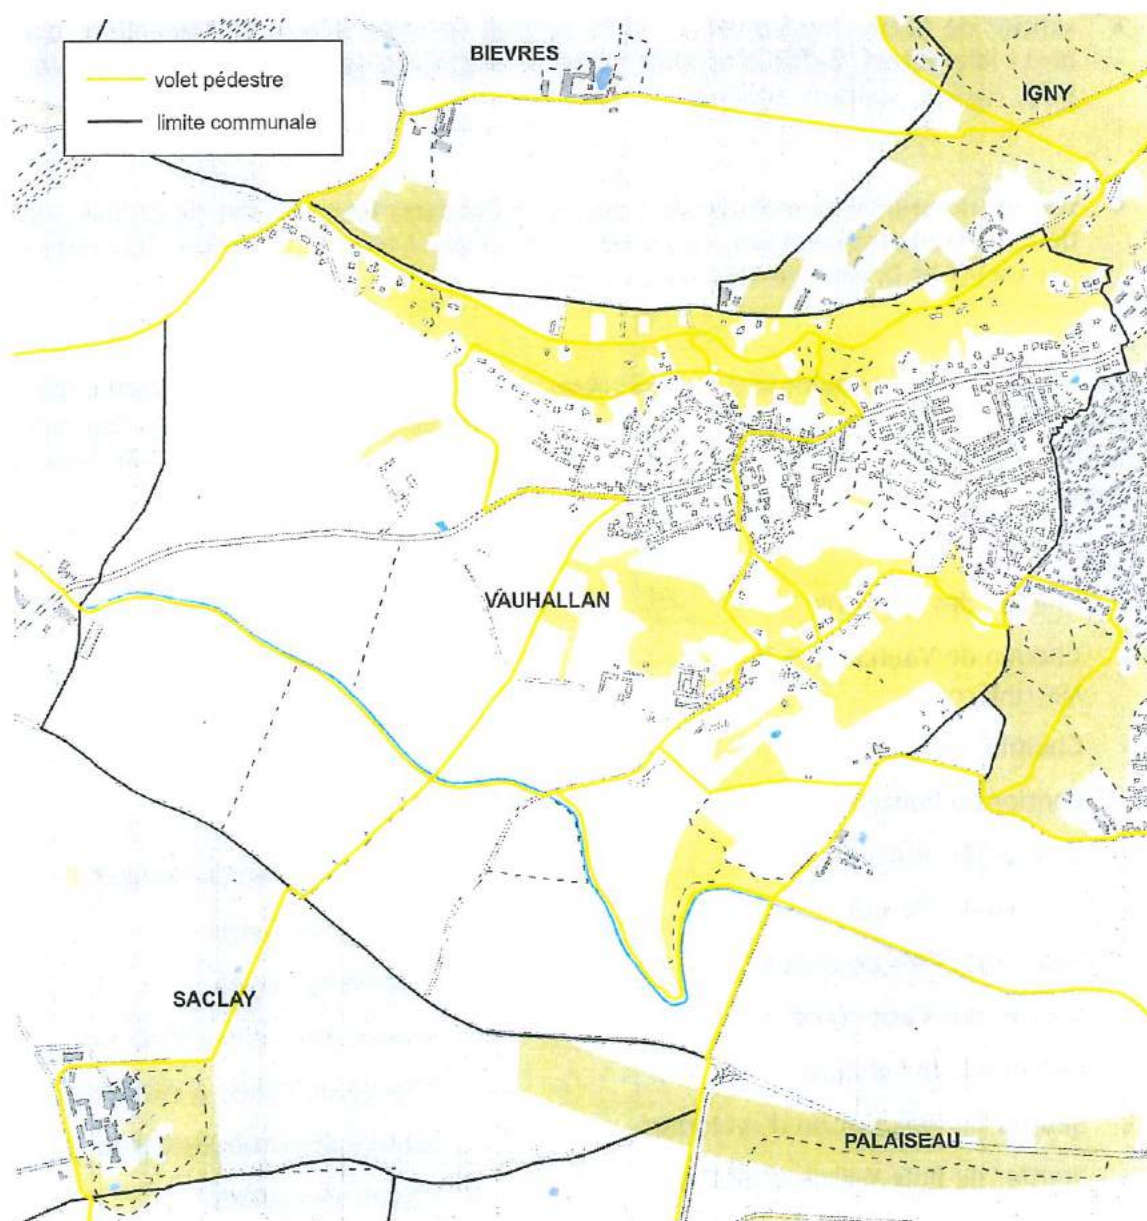 BIEVRES
IGNY
volet pédestre
limite communale
VAUHALLAN
SACLAY
PALAISEAU